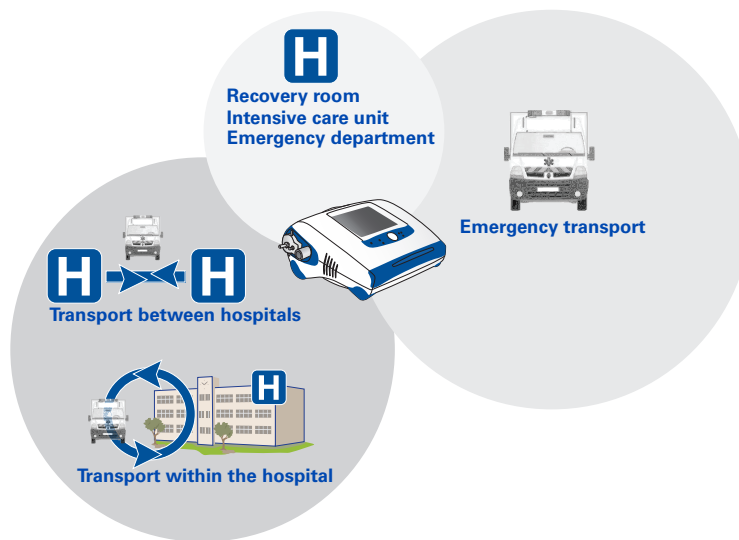 H
Recovery room
Intensive care unit
Emergency department
Emergency transport
H H
Transport between hospitals
H
Transport within the hospital